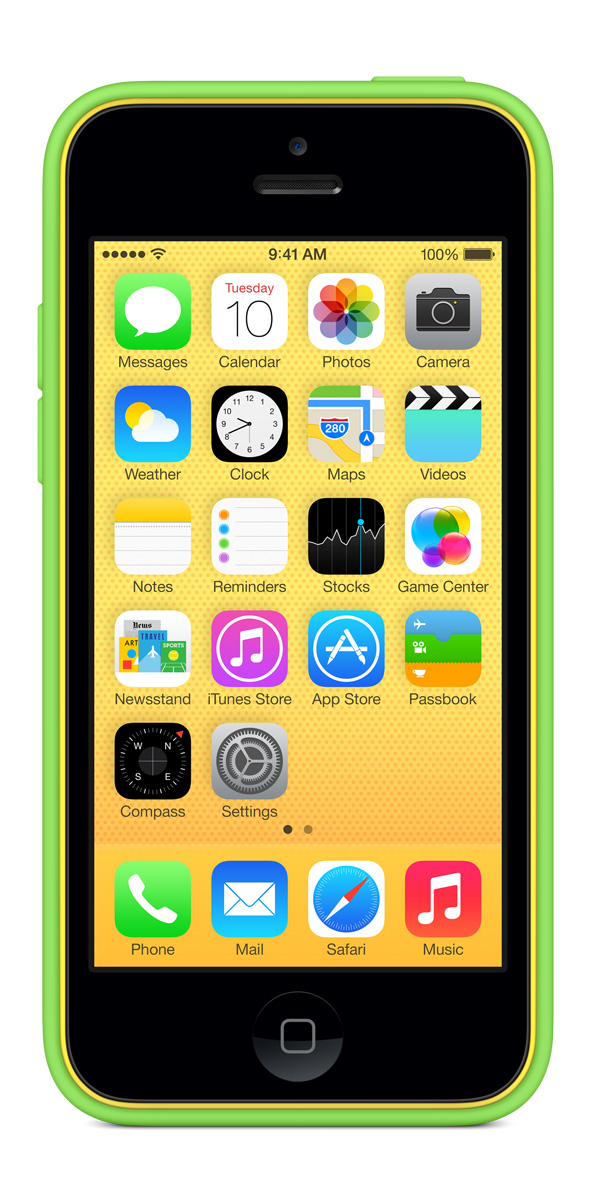 9:41 AM 100%
Tuesday
10
Messages Calendar Photos Camera
12
11 1
10 2
9 3
8 4
7 5
6
280
Weather Clock Maps Videos
Notes Reminders Stocks Game Center
News
TRAVEL
ART
SPORTS
Newsstand iTunes Store App Store Passbook
W N
S E
Compass Settings
Phone Mail Safari Music